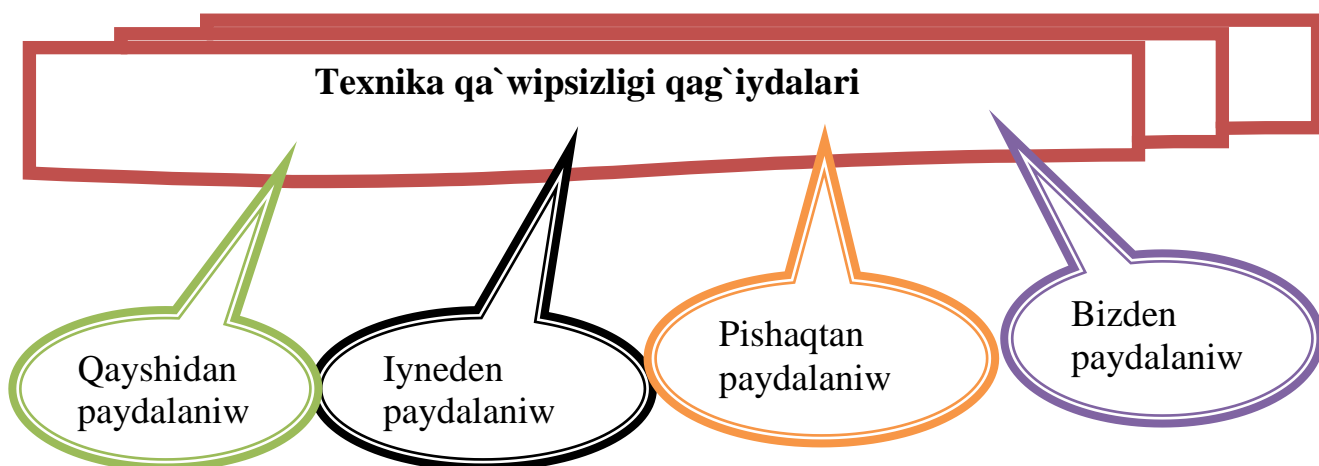 Texnika qa`wipsizligi qag`iydalari
Qayshidan
paydalaniw
Iyneden
paydalaniw
Pishaqtan
paydalaniw
Bizden
paydalaniw